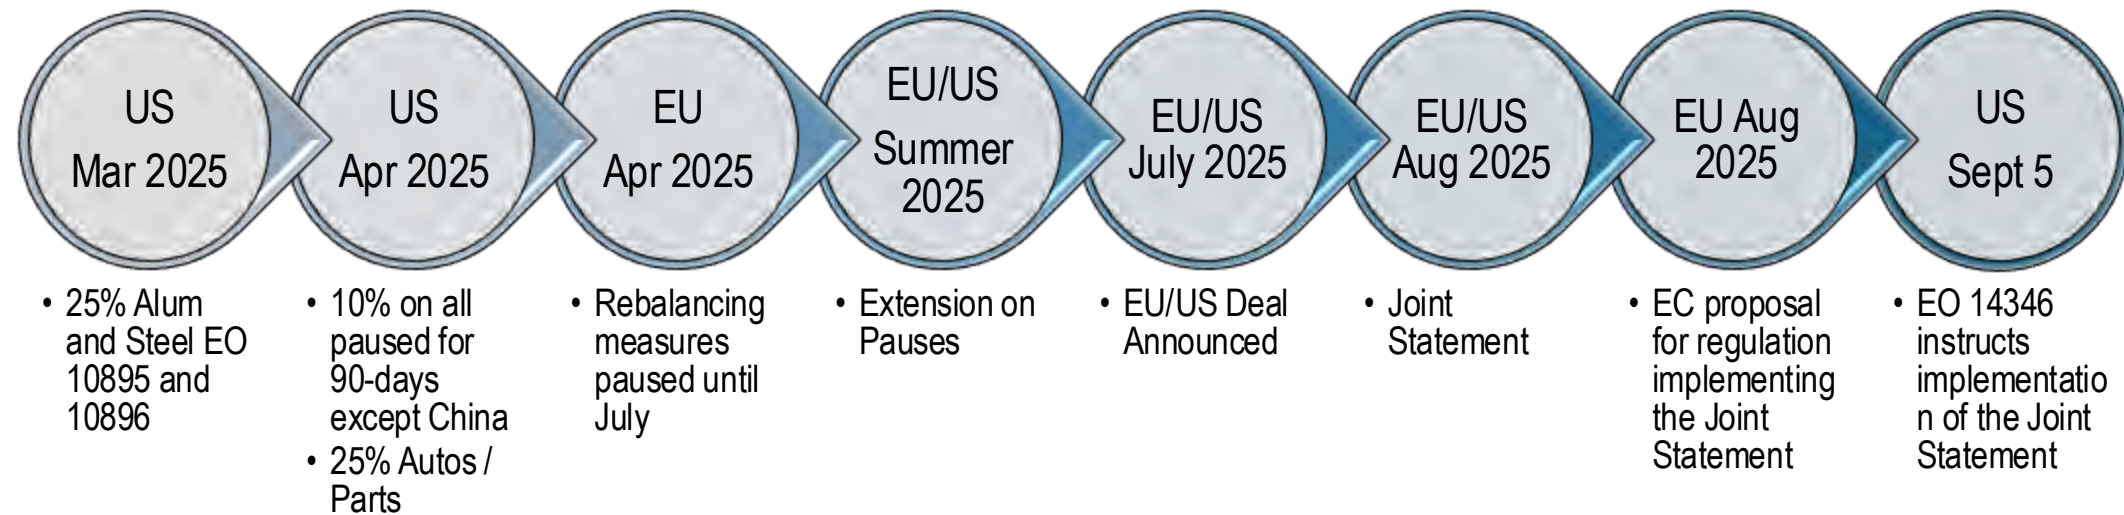 US
Mar 2025
• 25% Alum
and Steel EO
10895 and
10896
US
Apr 2025
• 10% on all
paused for
90-days
except China
• 25% Autos /
Parts
EU
Apr 2025
• Rebalancing
measures
paused until
July
EU/US
Summer
2025
• Extension on
Pauses
EU/US
July 2025
• EU/US Deal
Announced
EU/US
Aug 2025
• Joint
Statement
EU Aug
2025
• EC proposal
for regulation
implementing
the Joint
Statement
US
Sept 5
• EO 14346
instructs
implementatio
n of the Joint
Statement